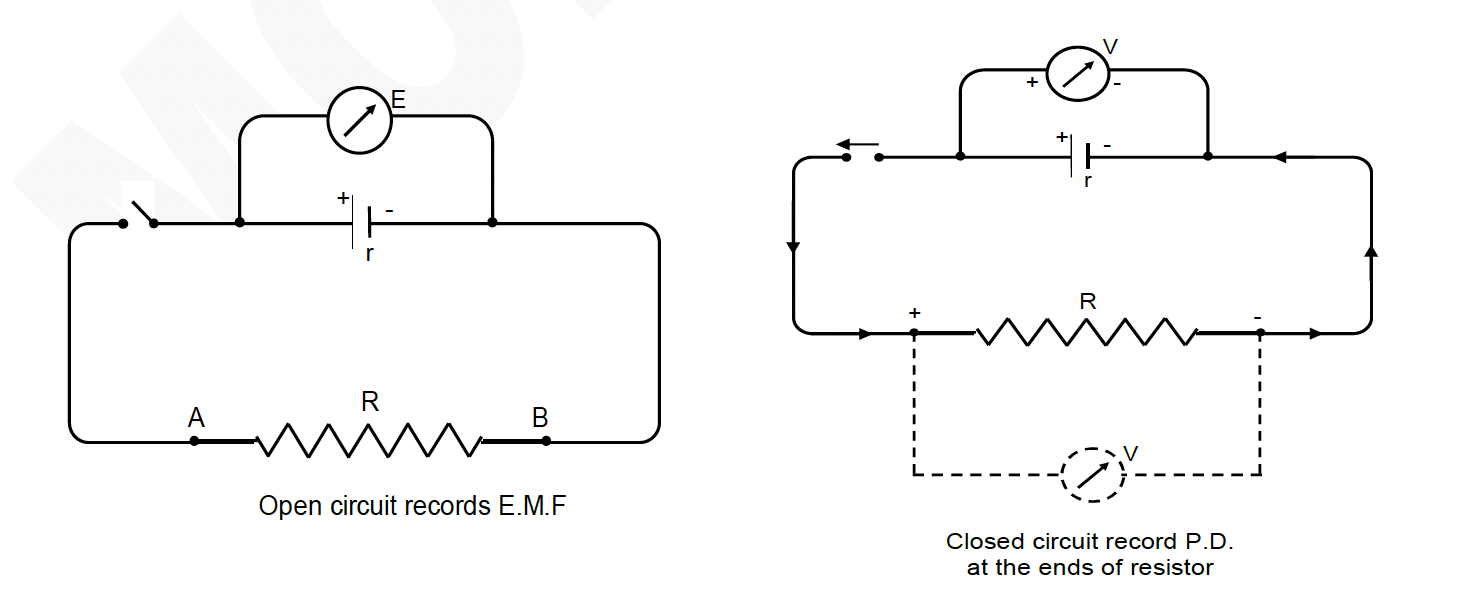 E
+
-
r
R
A
B
Open circuit records E.M.F
V
+
-
+
-
r
R
+
-
V
Closed circuit record P.D.
at the ends of resistor